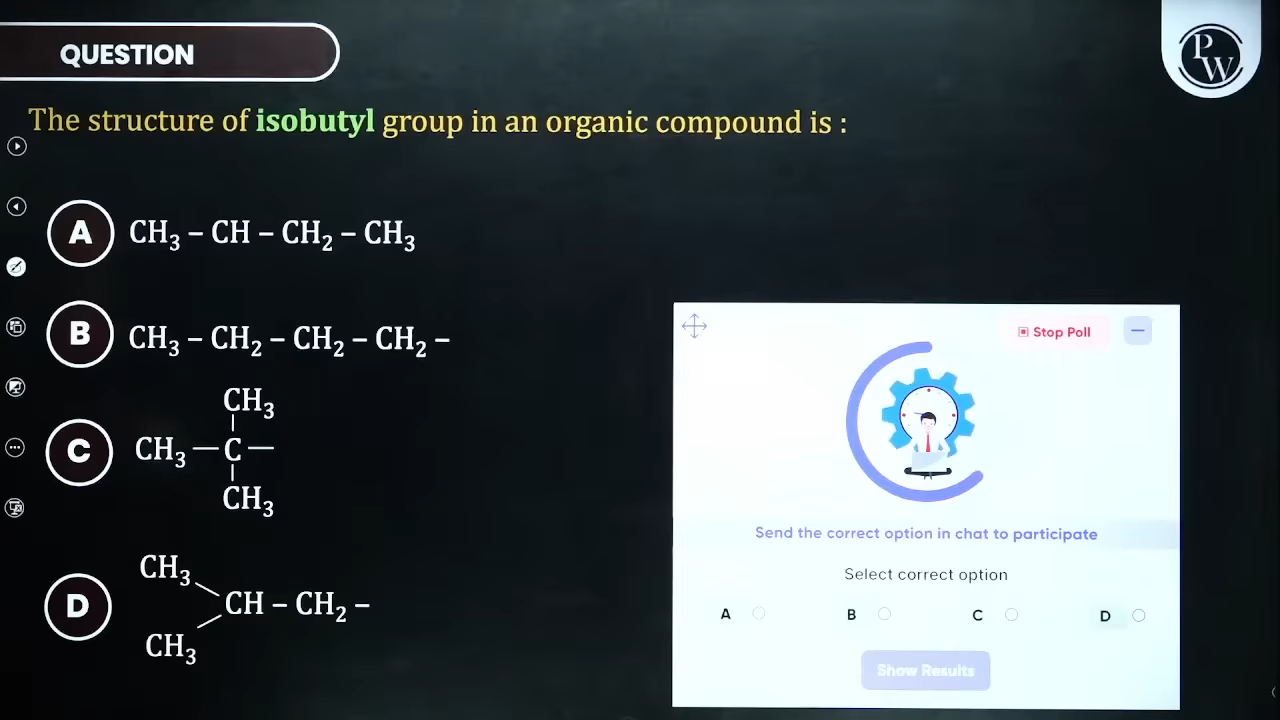 QUESTION
PW
The structure of isobutyl group in an organic compound is :
A CH₃ – CH – CH₂ – CH₃
B CH₃ – CH₂ – CH₂ – CH₂ –
CH₃
C CH₃ — C —
CH₃
CH₃
D CH – CH₂ –
CH₃
Stop Poll
Send the correct option in chat to participate
Select correct option
A B C D
Show Results